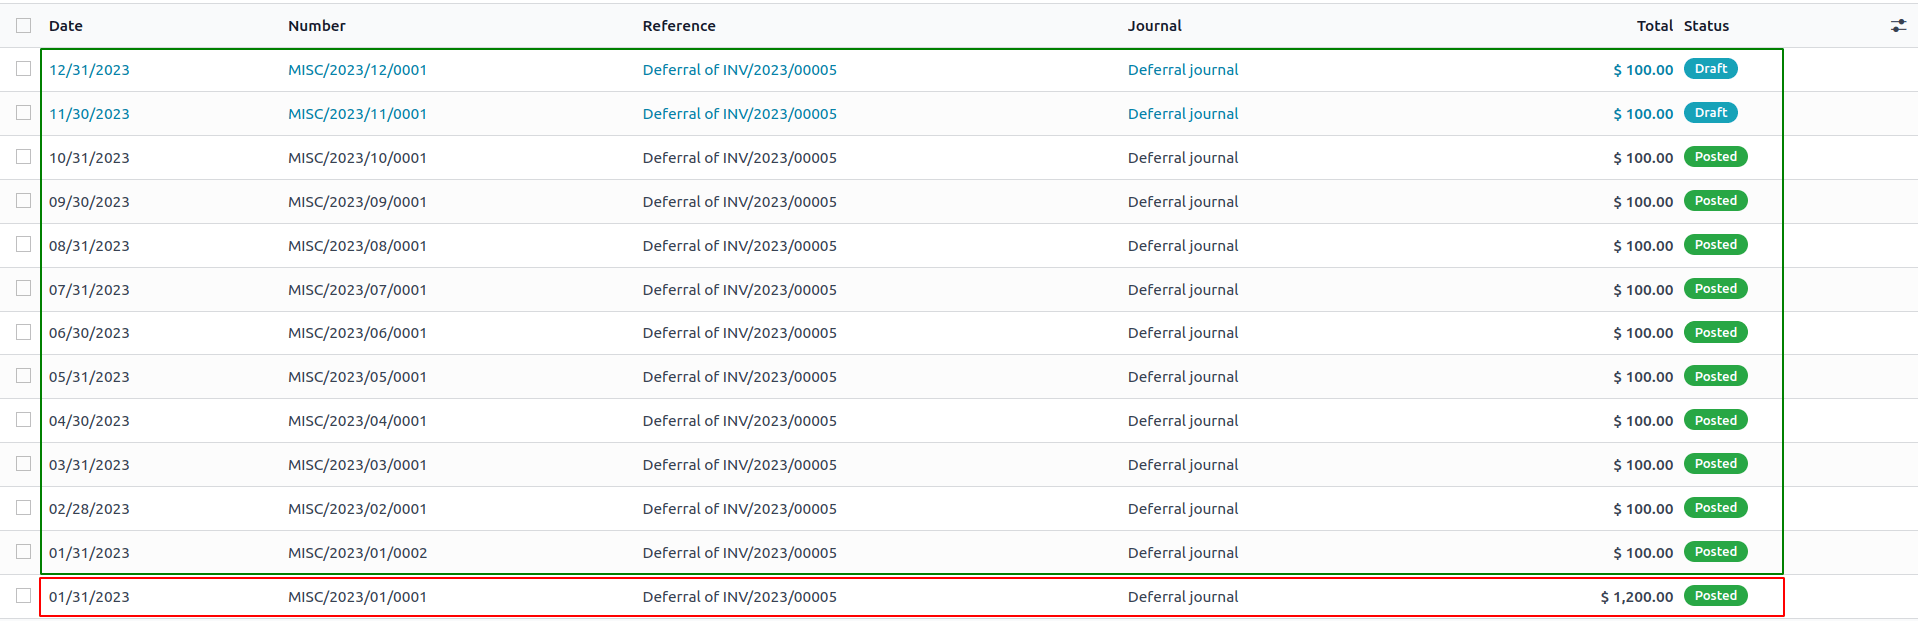 Date Number Reference Journal Total Status
12/31/2023 MISC/2023/12/0001 Deferral of INV/2023/00005 Deferral journal $ 100.00 Draft
11/30/2023 MISC/2023/11/0001 Deferral of INV/2023/00005 Deferral journal $ 100.00 Draft
10/31/2023 MISC/2023/10/0001 Deferral of INV/2023/00005 Deferral journal $ 100.00 Posted
09/30/2023 MISC/2023/09/0001 Deferral of INV/2023/00005 Deferral journal $ 100.00 Posted
08/31/2023 MISC/2023/08/0001 Deferral of INV/2023/00005 Deferral journal $ 100.00 Posted
07/31/2023 MISC/2023/07/0001 Deferral of INV/2023/00005 Deferral journal $ 100.00 Posted
06/30/2023 MISC/2023/06/0001 Deferral of INV/2023/00005 Deferral journal $ 100.00 Posted
05/31/2023 MISC/2023/05/0001 Deferral of INV/2023/00005 Deferral journal $ 100.00 Posted
04/30/2023 MISC/2023/04/0001 Deferral of INV/2023/00005 Deferral journal $ 100.00 Posted
03/31/2023 MISC/2023/03/0001 Deferral of INV/2023/00005 Deferral journal $ 100.00 Posted
02/28/2023 MISC/2023/02/0001 Deferral of INV/2023/00005 Deferral journal $ 100.00 Posted
01/31/2023 MISC/2023/01/0002 Deferral of INV/2023/00005 Deferral journal $ 100.00 Posted
01/31/2023 MISC/2023/01/0001 Deferral of INV/2023/00005 Deferral journal $ 1,200.00 Posted